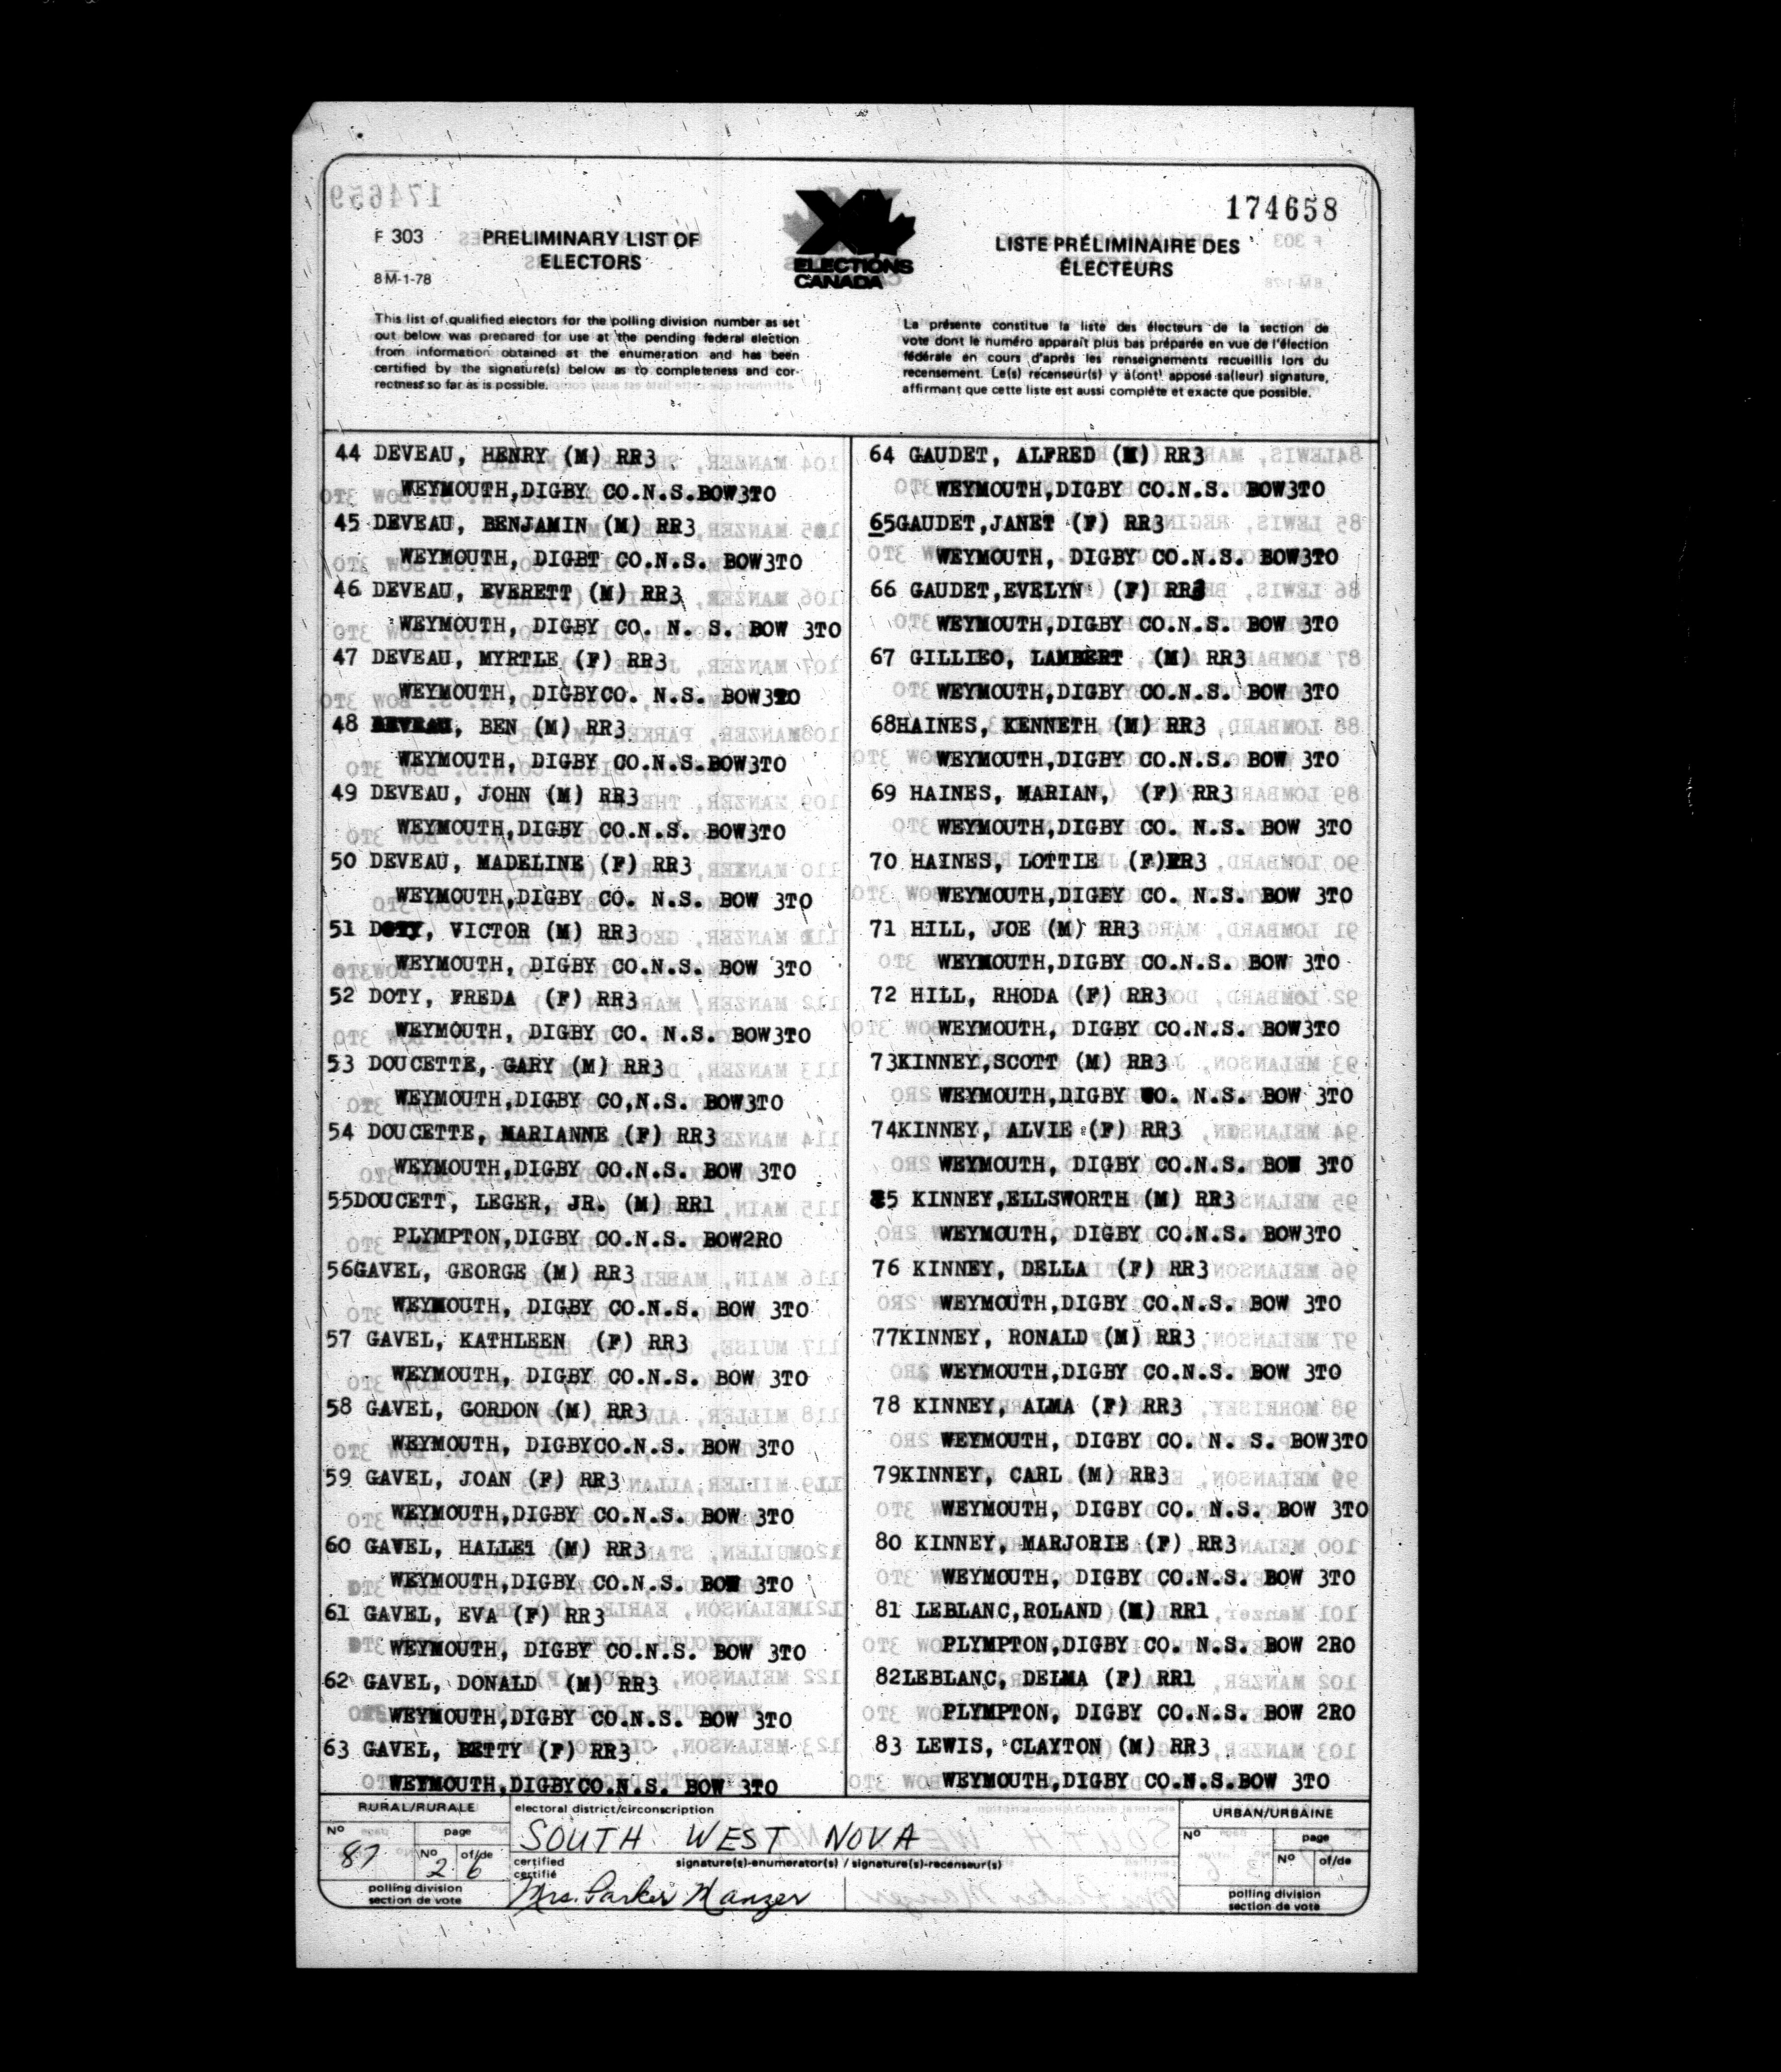 174658
F 303
PRELIMINARY LIST OF
ELECTORS
8M-1-78
ELECTIONS
CANADA
LISTE PRÉLIMINAIRE DES
ÉLECTEURS
This list of qualified electors for the polling division number as set
out below was prepared for use at the pending federal election
from information obtained at the enumeration and has been
certified by the signature(s) below as to completeness and cor-
rectness so far as is possible.
La présente constitue la liste des électeurs de la section de
vote dont le numéro apparaît plus bas préparée en vue de l'élection
fédérale en cours d'après les renseignements recueillis lors du
recensement. Le(s) recenseur(s) y a(ont) apposé sa(leur) signature,
affirmant que cette liste est aussi complète et exacte que possible.
44 DEVEAU, HENRY (M) RR3
WEYMOUTH,DIGBY CO.N.S.BOW3TO
45 DEVEAU, BENJAMIN (M) RR3
WEYMOUTH, DIGBT CO.N.S. BOW3TO
46 DEVEAU, EVERETT (M) RR3
WEYMOUTH, DIGBY CO. N. S. BOW 3TO
47 DEVEAU, MYRTLE (F) RR3
WEYMOUTH, DIGBYCO. N.S. BOW3TO
48 DEVEAU, BEN (M) RR3
WEYMOUTH, DIGBY CO.N.S.BOW3TO
49 DEVEAU, JOHN (M) RR3
WEYMOUTH,DIGBY CO.N.S. BOW3TO
50 DEVEAU, MADELINE (F) RR3
WEYMOUTH,DIGBY CO. N.S. BOW 3TO
51 DOTY, VICTOR (M) RR3
WEYMOUTH, DIGBY CO.N.S. BOW 3TO
52 DOTY, FREDA (F) RR3
WEYMOUTH, DIGBY CO. N.S. BOW3TO
53 DOUCETTE, GARY (M) RR3
WEYMOUTH,DIGBY CO,N.S. BOW3TO
54 DOUCETTE, MARIANNE (F) RR3
WEYMOUTH,DIGBY CO.N.S. BOW 3TO
55DOUCETT, LEGER, JR. (M) RR1
PLYMPTON,DIGBY CO.N.S. BOW2RO
56GAVEL, GEORGE (M) RR3
WEYMOUTH, DIGBY CO.N.S. BOW 3TO
57 GAVEL, KATHLEEN (F) RR3
WEYMOUTH, DIGBY CO.N.S. BOW 3TO
58 GAVEL, GORDON (M) RR3
WEYMOUTH, DIGBYCO.N.S. BOW 3TO
59 GAVEL, JOAN (F) RR3
WEYMOUTH,DIGBY CO.N.S. BOW 3TO
60 GAVEL, HALLEt (M) RR3
WEYMOUTH,DIGBY CO.N.S. BOW 3TO
61 GAVEL, EVA (F) RR3
WEYMOUTH, DIGBY CO.N.S. BOW 3TO
62 GAVEL, DONALD (M) RR3
WEYMOUTH,DIGBY CO.N.S. BOW 3TO
63 GAVEL, BETTY (F) RR3
WEYMOUTH,DIGBYCO.N.S. BOW 3TO
64 GAUDET, ALFRED (M) RR3
WEYMOUTH,DIGBY CO.N.S. BOW3TO
65GAUDET,JANET (F) RR3
WEYMOUTH, DIGBY CO.N.S. BOW3TO
66 GAUDET,EVELYN (F) RR3
WEYMOUTH,DIGBY CO.N.S. BOW 3TO
67 GILLIEO, LAMBERT (M) RR3
WEYMOUTH,DIGBY CO.N.S. BOW 3TO
68HAINES, KENNETH (M) RR3
WEYMOUTH,DIGBY CO.N.S. BOW 3TO
69 HAINES, MARIAN, (F) RR3
WEYMOUTH,DIGBY CO. N.S. BOW 3TO
70 HAINES, LOTTIE (F)RR3
WEYMOUTH,DIGBY CO. N.S. BOW 3TO
71 HILL, JOE (M) RR3
WEYMOUTH,DIGBY CO.N.S. BOW 3TO
72 HILL, RHODA (F) RR3
WEYMOUTH, DIGBY CO.N.S. BOW3TO
73KINNEY,SCOTT (M) RR3
WEYMOUTH,DIGBY CO. N.S. BOW 3TO
74KINNEY, ALVIE (F) RR3
WEYMOUTH, DIGBY CO.N.S. BOW 3TO
75 KINNEY,ELLSWORTH (M) RR3
WEYMOUTH, DIGBY CO.N.S. BOW3TO
76 KINNEY, DELLA (F) RR3
WEYMOUTH,DIGBY CO.N.S. BOW 3TO
77KINNEY, RONALD (M) RR3
WEYMOUTH,DIGBY CO.N.S. BOW 3TO
78 KINNEY, ALMA (F) RR3
WEYMOUTH, DIGBY CO. N. S. BOW3TO
79KINNEY, CARL (M) RR3
WEYMOUTH, DIGBY CO. N.S. BOW 3TO
80 KINNEY, MARJORIE (F) RR3
WEYMOUTH, DIGBY CO.N.S. BOW 3TO
81 LEBLANC,ROLAND (M) RR1
PLYMPTON,DIGBY CO. N.S. BOW 2RO
82LEBLANC, DELMA (F) RR1
PLYMPTON, DIGBY CO.N.S. BOW 2RO
83 LEWIS, CLAYTON (M) RR3
WEYMOUTH,DIGBY CO.N.S.BOW 3TO
RURAL/RURALE
No
87
page
No
2
of/de
6
polling division
section de vote
electoral district/circonscription
SOUTH WEST NOVA
certified
certifié
signature(s)-enumerator(s) / signature(s)-recenseur(s)
Mrs. Parker Manzer
URBAN/URBAINE
No
page
No
of/de
polling division
section de vote